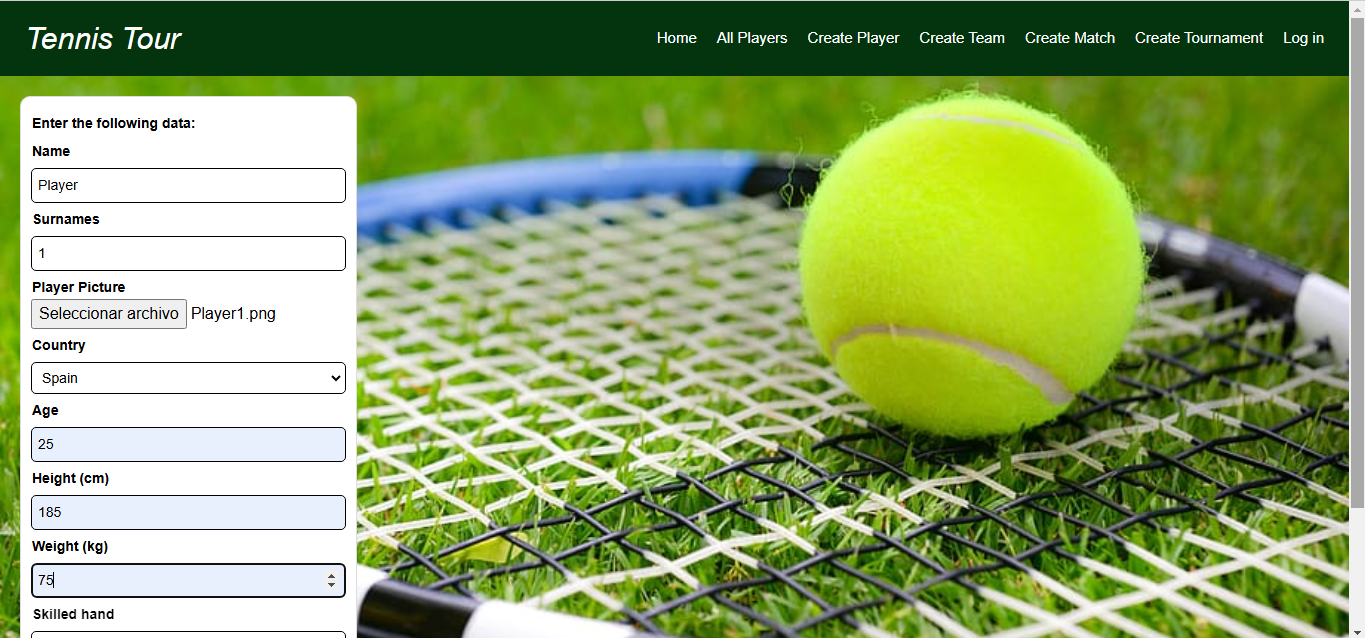 Tennis Tour
Home All Players Create Player Create Team Create Match Create Tournament Log in
Enter the following data:
Name
Player
Surnames
1
Player Picture
Seleccionar archivo Player1.png
Country
Spain
Age
25
Height (cm)
185
Weight (kg)
75
Skilled hand